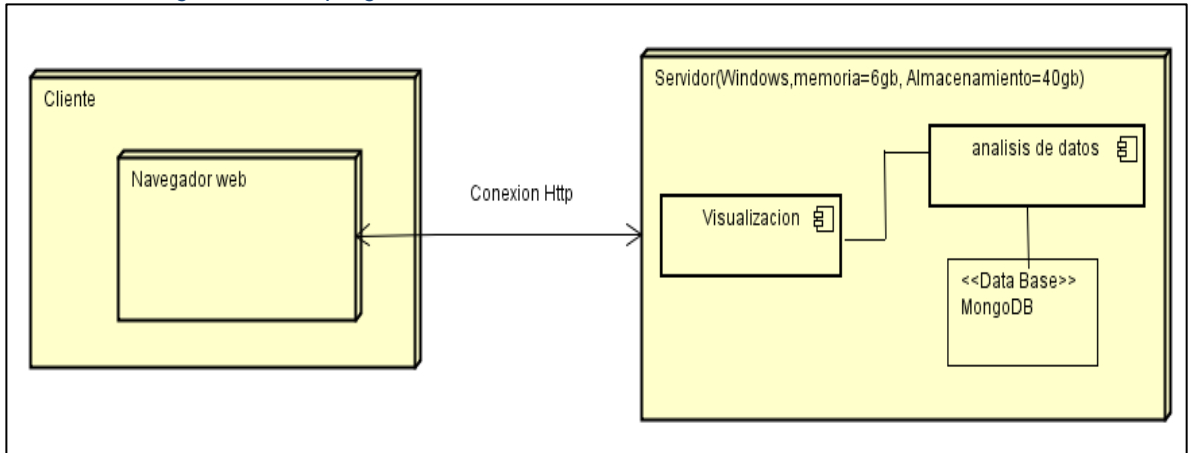 Cliente
Navegador web
Conexion Http
Servidor(Windows,memoria=6gb, Almacenamiento=40gb)
analisis de datos
Visualizacion
<<Data Base>>
MongoDB